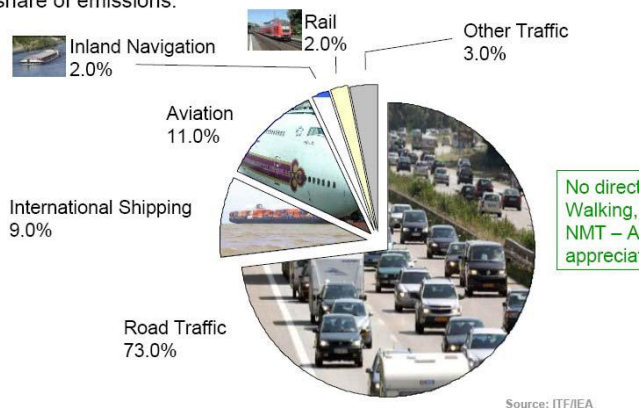 share of emissions.
Rail
2.0%
Other Traffic
3.0%
Inland Navigation
2.0%
Aviation
11.0%
International Shipping
9.0%
Road Traffic
73.0%
No direct
Walking,
NMT – A
Source: ITF/IEA